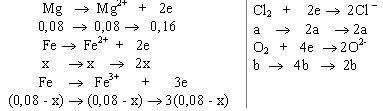 Mg → Mg²⁺ + 2e
0,08 → 0,08 → 0,16
Fe → Fe²⁺ + 2e
x → x → 2x
Fe → Fe³⁺ + 3e
(0,08 - x) → (0,08 - x) → 3(0,08 - x)
Cl₂ + 2e → 2Cl⁻
a → 2a → 2a
O₂ + 4e → 2O²⁻
b → 4b → 2b